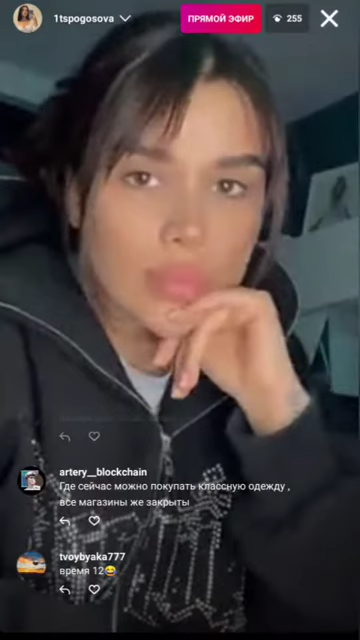 1tspogosova
ПРЯМОЙ ЭФИР
255
artery__blockchain
Где сейчас можно покупать классную одежду ,
все магазины же закрыты
tvoybyaka777
время 12😂